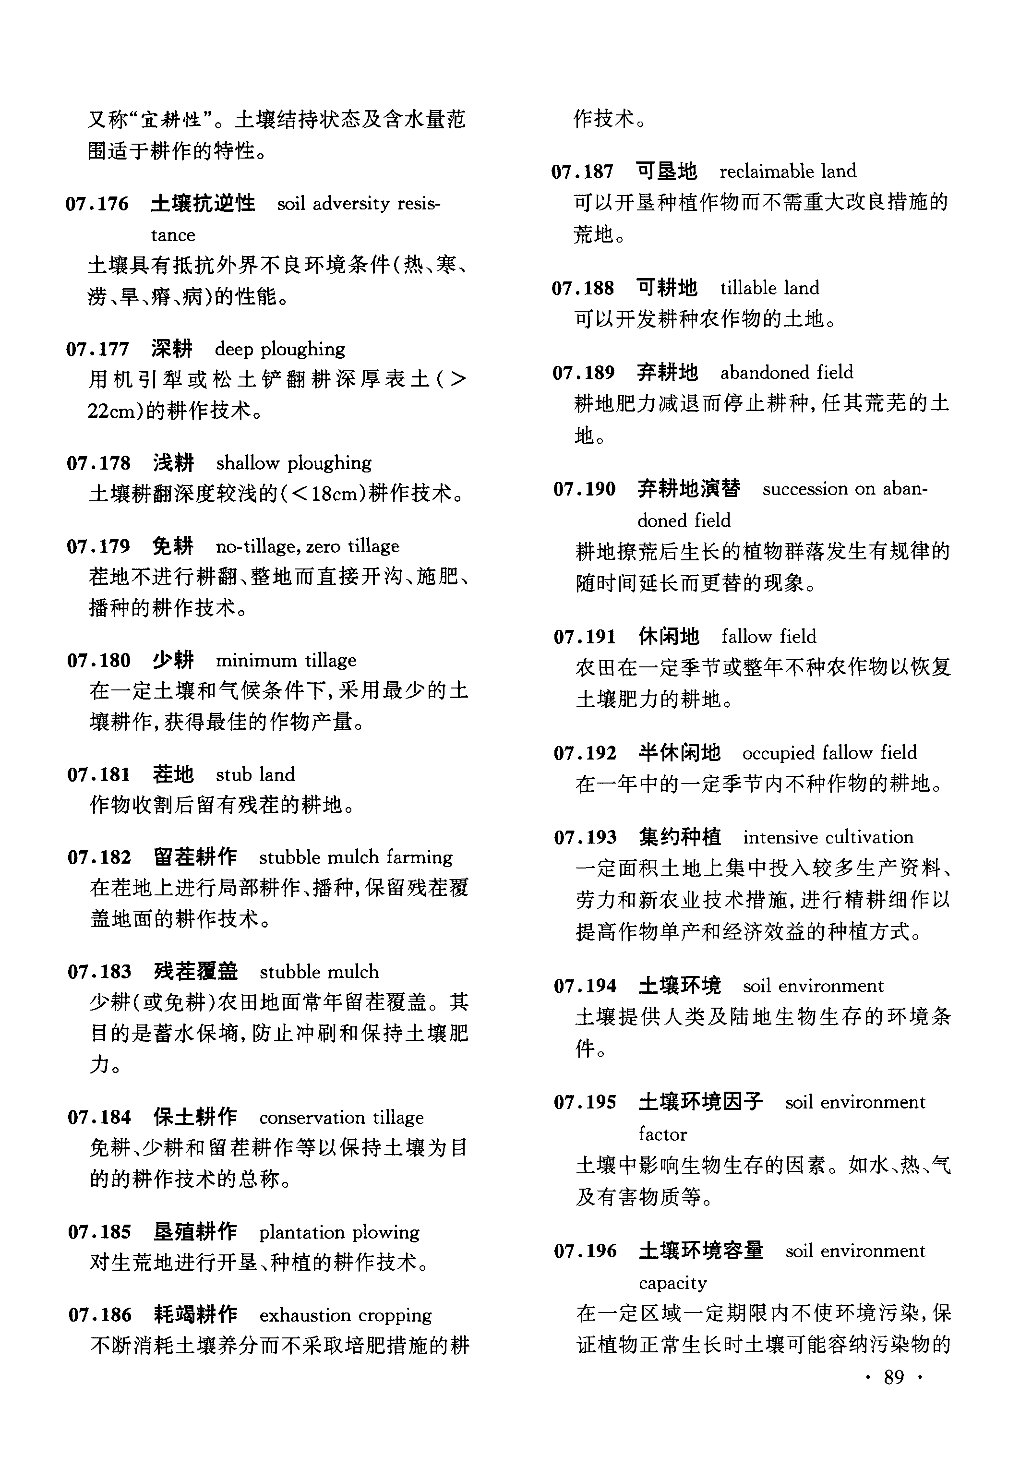 又称“宜耕性”。土壤结持状态及含水量范
围适于耕作的特性。
07.176 土壤抗逆性 soil adversity resis-
tance
土壤具有抵抗外界不良环境条件(热、寒、
涝、旱、瘠、病)的性能。
07.177 深耕 deep ploughing
用机引犁或松土铲翻耕深厚表土(>
22cm)的耕作技术。
07.178 浅耕 shallow ploughing
土壤耕翻深度较浅的(<18cm)耕作技术。
07.179 免耕 no-tillage, zero tillage
茬地不进行耕翻、整地而直接开沟、施肥、
播种的耕作技术。
07.180 少耕 minimum tillage
在一定土壤和气候条件下,采用最少的土
壤耕作,获得最佳的作物产量。
07.181 茬地 stub land
作物收割后留有残茬的耕地。
07.182 留茬耕作 stubble mulch farming
在茬地上进行局部耕作、播种,保留残茬覆
盖地面的耕作技术。
07.183 残茬覆盖 stubble mulch
少耕(或免耕)农田地面常年留茬覆盖。其
目的是蓄水保墒,防止冲刷和保持土壤肥
力。
07.184 保土耕作 conservation tillage
免耕、少耕和留茬耕作等以保持土壤为目
的的耕作技术的总称。
07.185 垦殖耕作 plantation plowing
对生荒地进行开垦、种植的耕作技术。
07.186 耗竭耕作 exhaustion cropping
不断消耗土壤养分而不采取培肥措施的耕
作技术。
07.187 可垦地 reclaimable land
可以开垦种植作物而不需重大改良措施的
荒地。
07.188 可耕地 tillable land
可以开发耕种农作物的土地。
07.189 弃耕地 abandoned field
耕地肥力减退而停止耕种,任其荒芜的土
地。
07.190 弃耕地演替 succession on aban-
doned field
耕地撩荒后生长的植物群落发生有规律的
随时间延长而更替的现象。
07.191 休闲地 fallow field
农田在一定季节或整年不种农作物以恢复
土壤肥力的耕地。
07.192 半休闲地 occupied fallow field
在一年中的一定季节内不种作物的耕地。
07.193 集约种植 intensive cultivation
一定面积土地上集中投入较多生产资料、
劳力和新农业技术措施,进行精耕细作以
提高作物单产和经济效益的种植方式。
07.194 土壤环境 soil environment
土壤提供人类及陆地生物生存的环境条
件。
07.195 土壤环境因子 soil environment
factor
土壤中影响生物生存的因素。如水、热、气
及有害物质等。
07.196 土壤环境容量 soil environment
capacity
在一定区域一定期限内不使环境污染,保
证植物正常生长时土壤可能容纳污染物的
· 89 ·